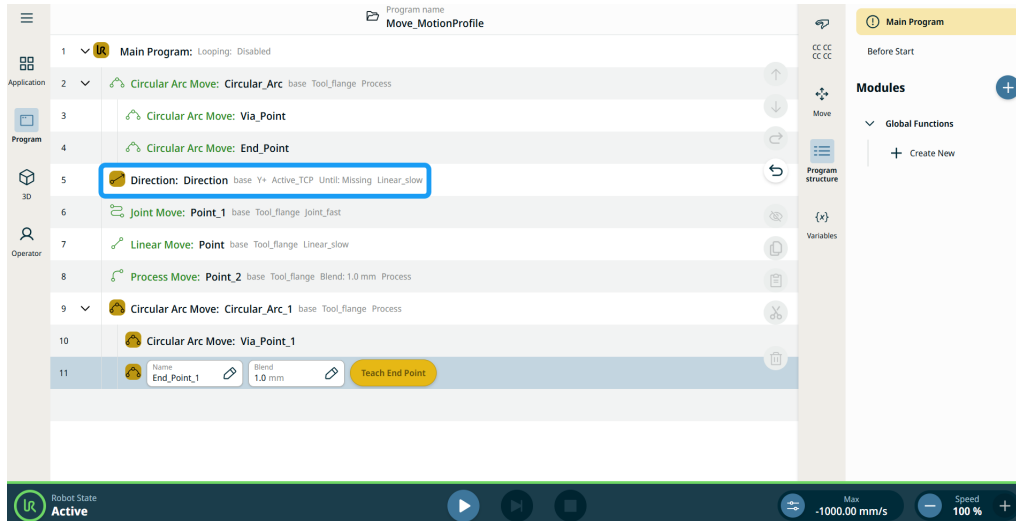 Program name
Move_MotionProfile
Application
Program
3D
Operator
1 UR Main Program: Looping: Disabled
2 Circular Arc Move: Circular_Arc base Tool_flange Process
3 Circular Arc Move: Via_Point
4 Circular Arc Move: End_Point
5 Direction: Direction base Y+ Active_TCP Until: Missing Linear_slow
6 Joint Move: Point_1 base Tool_flange Joint_fast
7 Linear Move: Point base Tool_flange Linear_slow
8 Process Move: Point_2 base Tool_flange Blend: 1.0 mm Process
9 Circular Arc Move: Circular_Arc_1 base Tool_flange Process
10 Circular Arc Move: Via_Point_1
11 Name End_Point_1 Blend 1.0 mm Teach End Point
CC CC
CC CC
Move
Program structure
{x}
Variables
Main Program
Before Start
Modules
Global Functions
Create New
UR
Robot State
Active
Max
-1000.00 mm/s
Speed
100 %